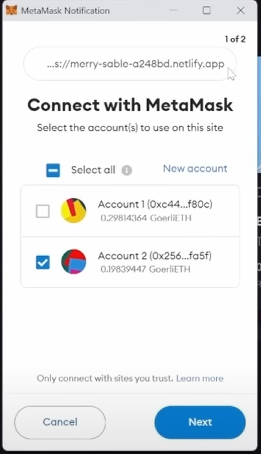 MetaMask Notification
1 of 2
...s://merry-sable-a248bd.netlify.app
Connect with MetaMask
Select the account(s) to use on this site
Select all
New account
Account 1 (0xc44...f80c)
0.29814364 GoerliETH
Account 2 (0x256...fa5f)
0.19839447 GoerliETH
Only connect with sites you trust. Learn more
Cancel
Next